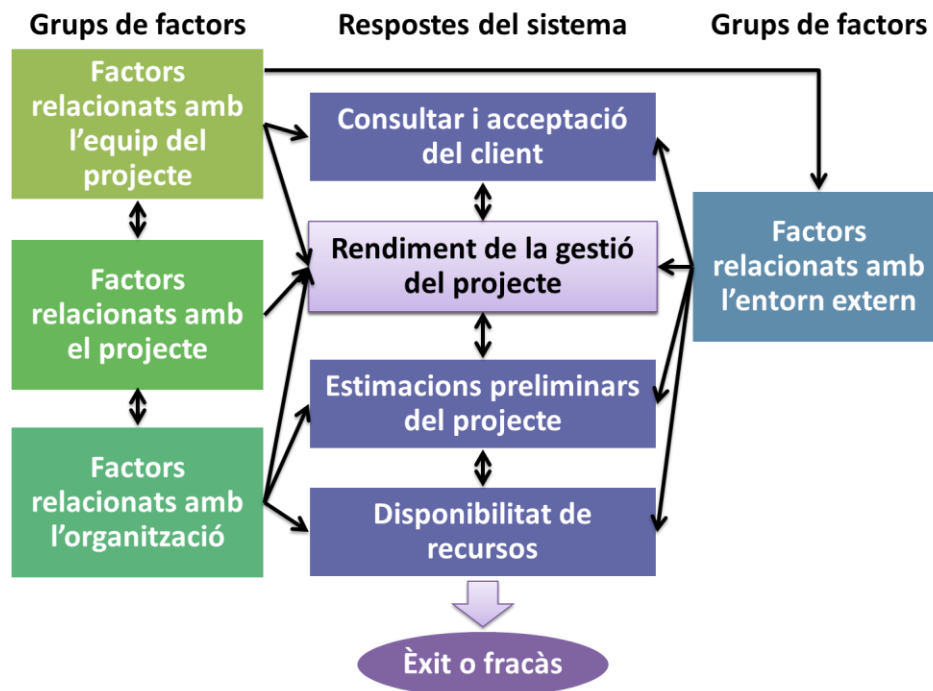 Grups de factors
Respostes del sistema
Grups de factors
Factors
relacionats amb
l’equip del
projecte
Factors
relacionats amb
el projecte
Factors
relacionats amb
l’organització
Consultar i acceptació
del client
Rendiment de la gestió
del projecte
Estimacions preliminars
del projecte
Disponibilitat de
recursos
Èxit o fracàs
Factors
relacionats amb
l’entorn extern